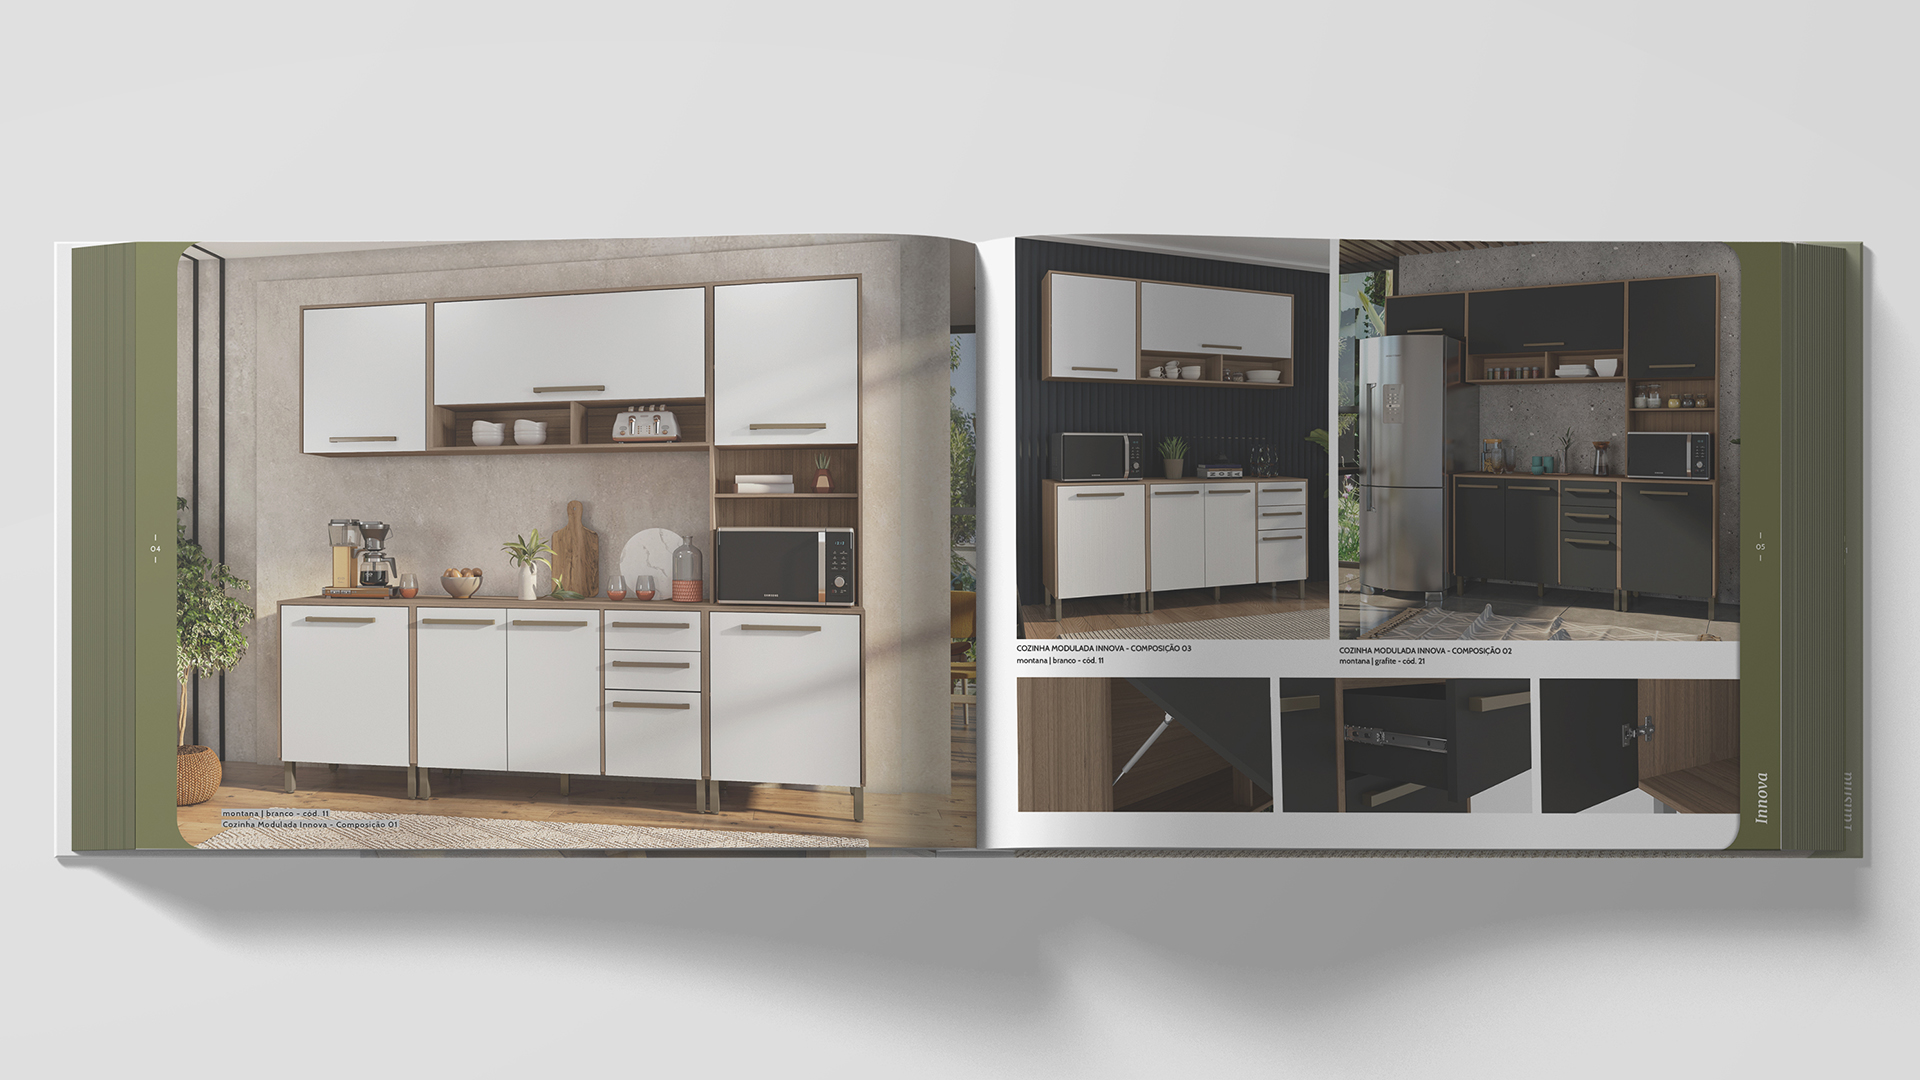 04
montana | branco - cód. 11
Cozinha Modulada Innova - Composição 01
SAMSUNG
COZINHA MODULADA INNOVA - COMPOSIÇÃO 03
montana | branco - cód. 11
COZINHA MODULADA INNOVA - COMPOSIÇÃO 02
montana | grafite - cód. 21
05
Innova